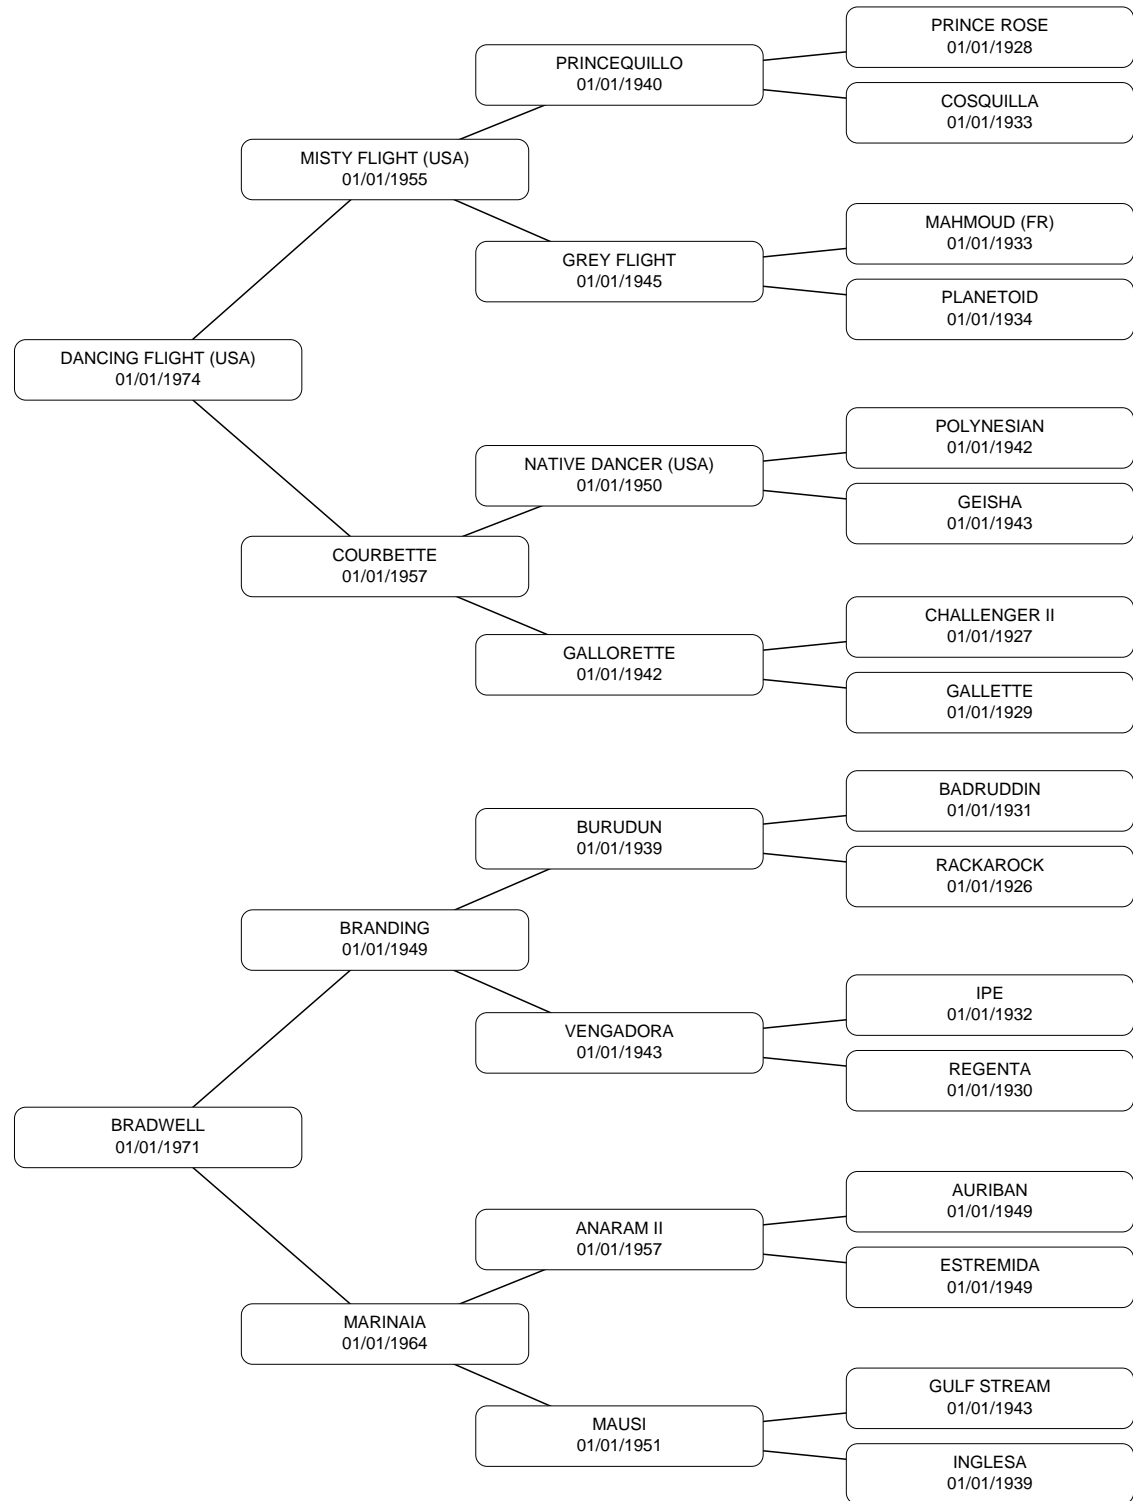 PRINCE ROSE
01/01/1928
PRINCEQUILLO
01/01/1940
COSQUILLA
01/01/1933
MISTY FLIGHT (USA)
01/01/1955
MAHMOUD (FR)
01/01/1933
GREY FLIGHT
01/01/1945
PLANETOID
01/01/1934
DANCING FLIGHT (USA)
01/01/1974
POLYNESIAN
01/01/1942
NATIVE DANCER (USA)
01/01/1950
GEISHA
01/01/1943
COURBETTE
01/01/1957
CHALLENGER II
01/01/1927
GALLORETTE
01/01/1942
GALLETTE
01/01/1929
BADRUDDIN
01/01/1931
BURUDUN
01/01/1939
RACKAROCK
01/01/1926
BRANDING
01/01/1949
IPE
01/01/1932
VENGADORA
01/01/1943
REGENTA
01/01/1930
BRADWELL
01/01/1971
AURIBAN
01/01/1949
ANARAM II
01/01/1957
ESTREMIDA
01/01/1949
MARINAIA
01/01/1964
GULF STREAM
01/01/1943
MAUSI
01/01/1951
INGLESA
01/01/1939